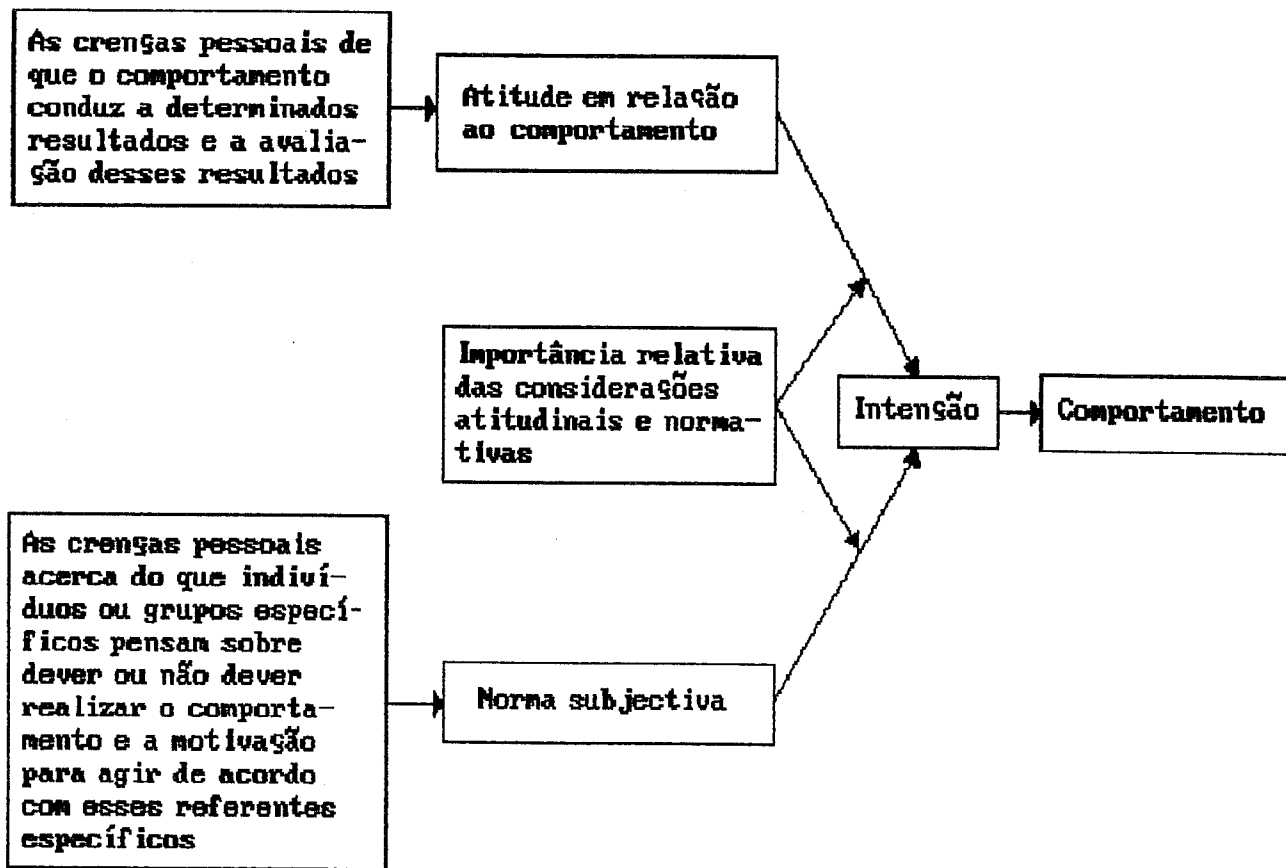 As crenças pessoais de
que o comportamento
conduz a determinados
resultados e a avalia-
ção desses resultados
Atitude em relação
ao comportamento
Importância relativa
das considerações
atitudinais e norma-
tivas
Intenção
Comportamento
As crenças pessoais
acerca do que indiví-
duos ou grupos especí-
ficos pensam sobre
dever ou não dever
realizar o comporta-
mento e a motivação
para agir de acordo
com esses referentes
específicos
Norma subjectiva